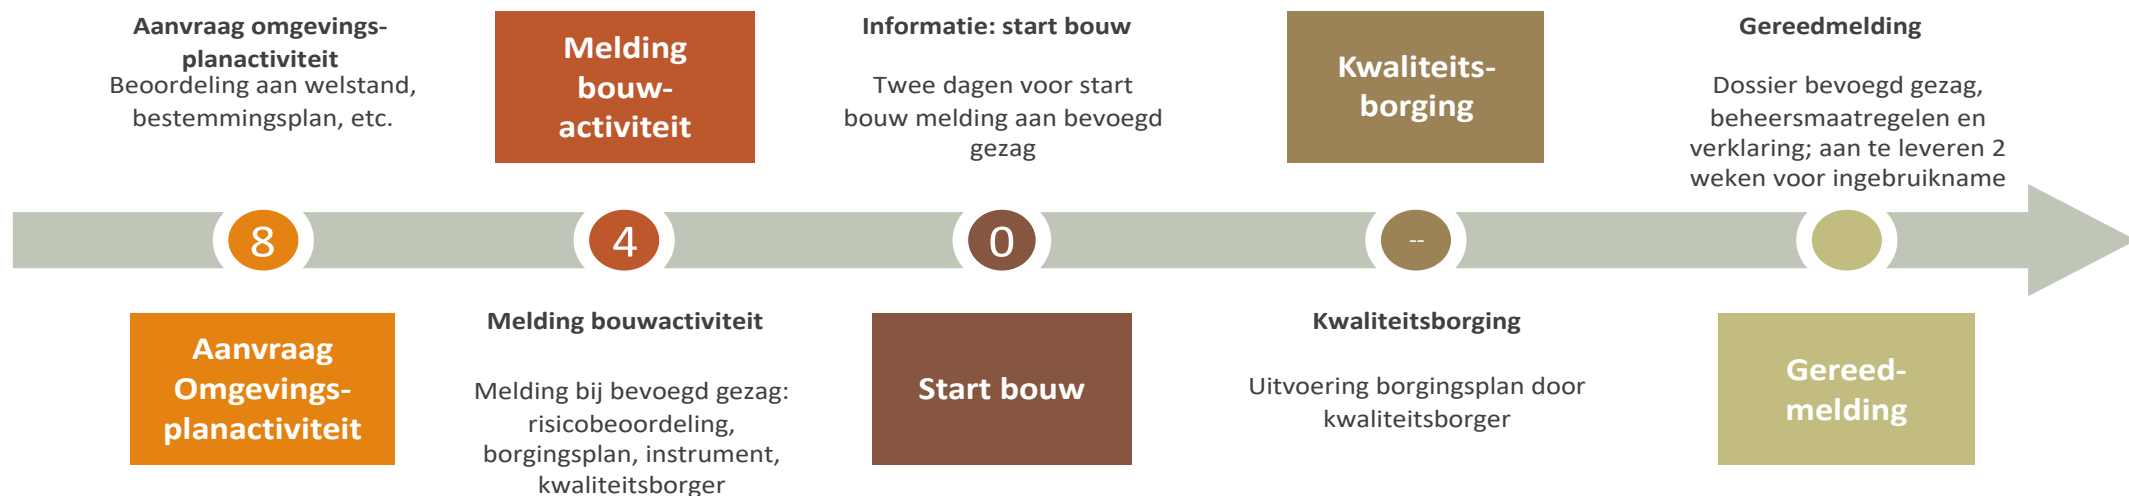 Aanvraag omgevings-
planactiviteit
Beoordeling aan welstand,
bestemmingsplan, etc.
Melding
bouw-
activiteit
Informatie: start bouw
Twee dagen voor start
bouw melding aan bevoegd
gezag
Kwaliteits-
borging
Gereedmelding
Dossier bevoegd gezag,
beheersmaatregelen en
verklaring; aan te leveren 2
weken voor ingebruikname
8
4
0
--
Aanvraag
Omgevings-
planactiviteit
Melding bouwactiviteit
Melding bij bevoegd gezag:
risicobeoordeling,
borgingsplan, instrument,
kwaliteitsborger
Start bouw
Kwaliteitsborging
Uitvoering borgingsplan door
kwaliteitsborger
Gereed-
melding